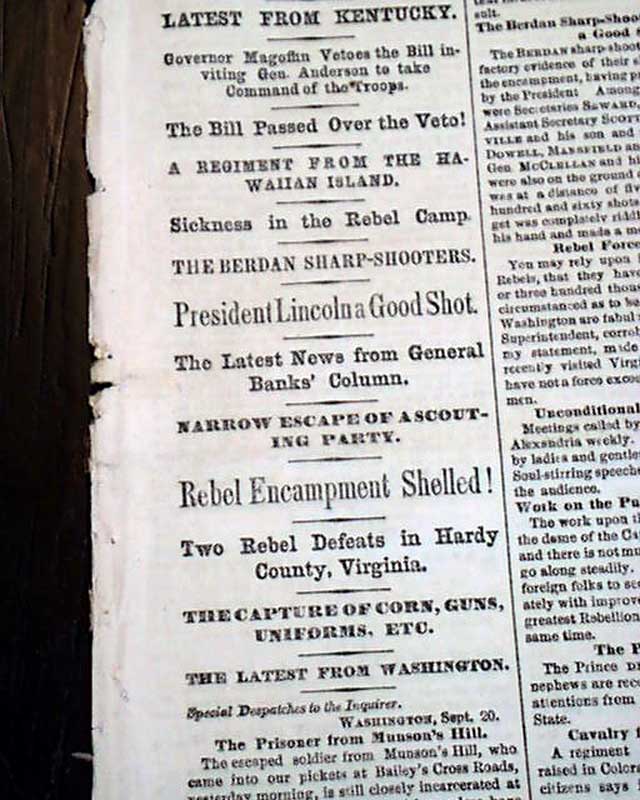 LATEST FROM KENTUCKY.
Governor Magoffin Vetoes the Bill in-
viting Gen. Anderson to take
Command of the Troops.
The Bill Passed Over the Veto!
A REGIMENT FROM THE HA-
WAIIAN ISLAND.
Sickness in the Rebel Camp
THE BERDAN SHARP-SHOOTERS.
President Lincoln a Good Shot.
The Latest News from General
Banks' Column.
NARROW ESCAPE OF A SCOUT-
ING PARTY.
Rebel Encampment Shelled!
Two Rebel Defeats in Hardy
County, Virginia.
THE CAPTURE OF CORN, GUNS,
UNIFORMS, ETC.
THE LATEST FROM WASHINGTON.
Special Despatches to the Inquirer.
WASHINGTON, Sept. 20.
The Prisoner from Munson's Hill.
The escaped soldier from Munson's Hill, who
came into our pickets at Bailey's Cross Roads,
yesterday morning, is still closely incarcerated at
sult.
The Berdan Sharp-Shoo
a Good
The BERDAN sharp-shoot
factory evidence of their s
the encampment, having
by the President Among
were Secretaries SEWARD,
Assistant Secretary SCOTT
VILLE and his son and
DOWELL, MANSFIELD an
Gen. MCCLELLAN and hi
were also on the ground
was at a distance of fi
hundred and sixty shots
get was completely riddl
his hand and made a m
Rebel Force
You may rely upon
Rebels, that they have
or three hundred thous
circumstanced as to be
Washington are fabul
Superintendent, corrob
my statement, made
recently visited Virg
have not a force excee
men.
Unconditional
Meetings called by
Alexandria weekly.
by ladies and gentle
Soul-stirring speeche
the audience.
Work on the Pu
The work upon t
the dome of the Ca
and there is not mu
go along steadily.
foreign folks to se
ately with improve
greatest Rebellion
same time.
The P
The Prince DE
nephews are rece
attentions from
State.
Cavalry f
A regiment
raised in Colora
citizens says